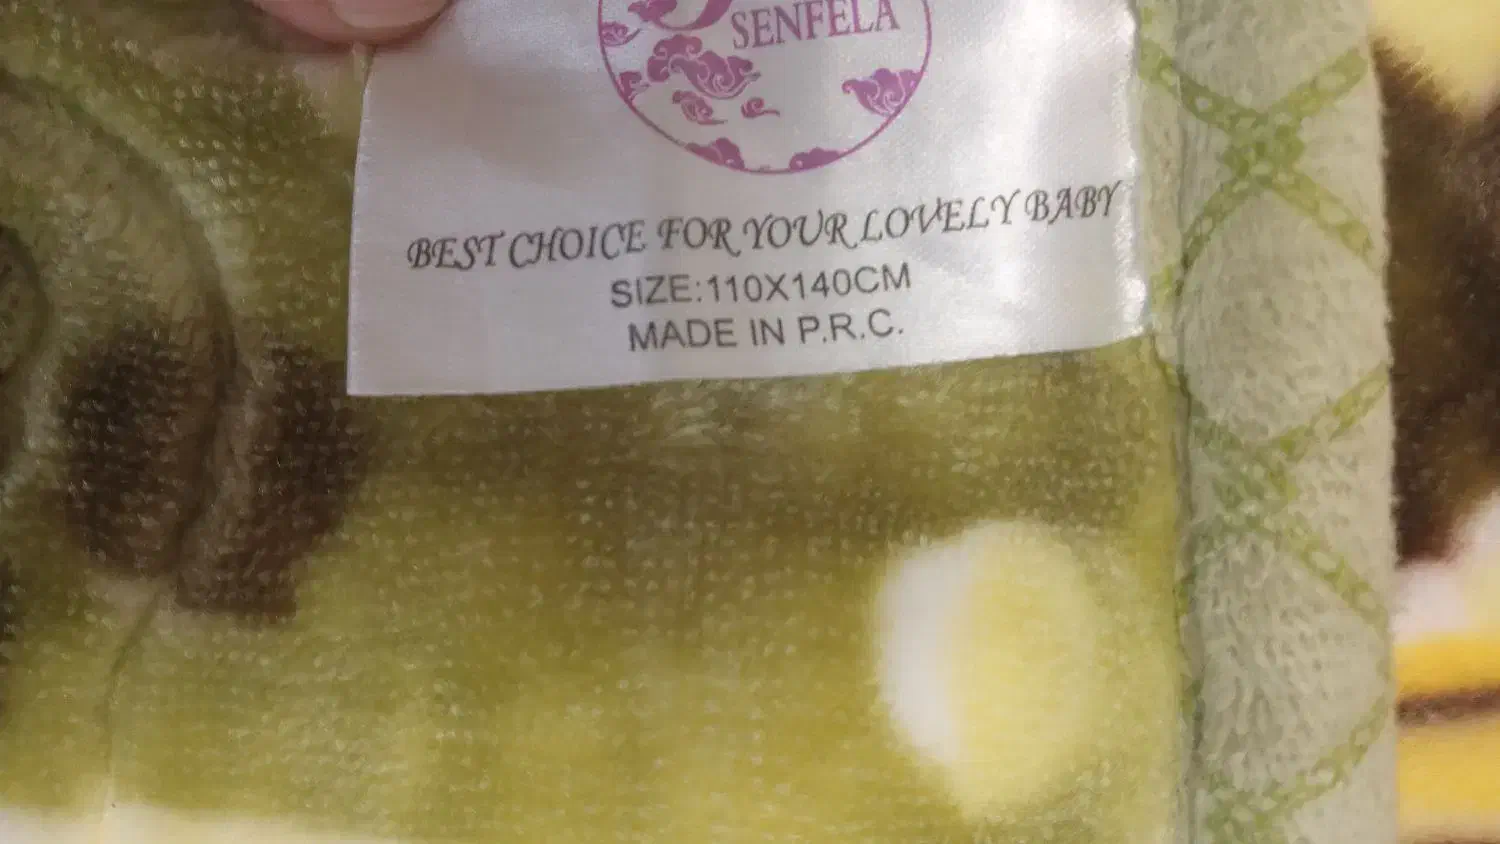 SENFELA
BEST CHOICE FOR YOUR LOVELY BABY
SIZE:110X140CM
MADE IN P.R.C.